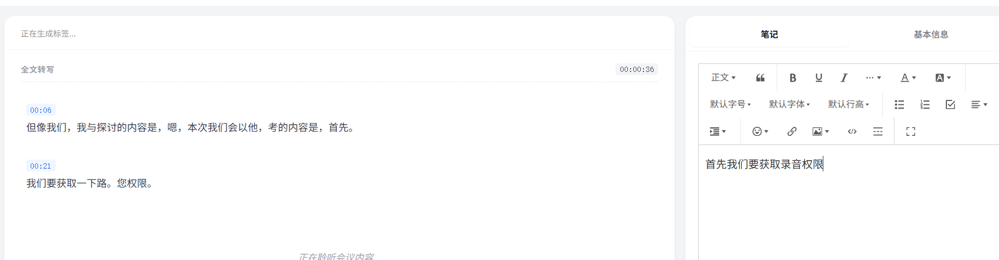 正在生成标签...
全文转写
00:00:36
00:06
但像我们，我与探讨的内容是，嗯，本次我们会以他，考的内容是，首先。
00:21
我们要获取一下路。您权限。
正在聆听会议内容
笔记
基本信息
正文
B U I ... A A
默认字号 默认字体 默认行高
首先我们要获取录音权限